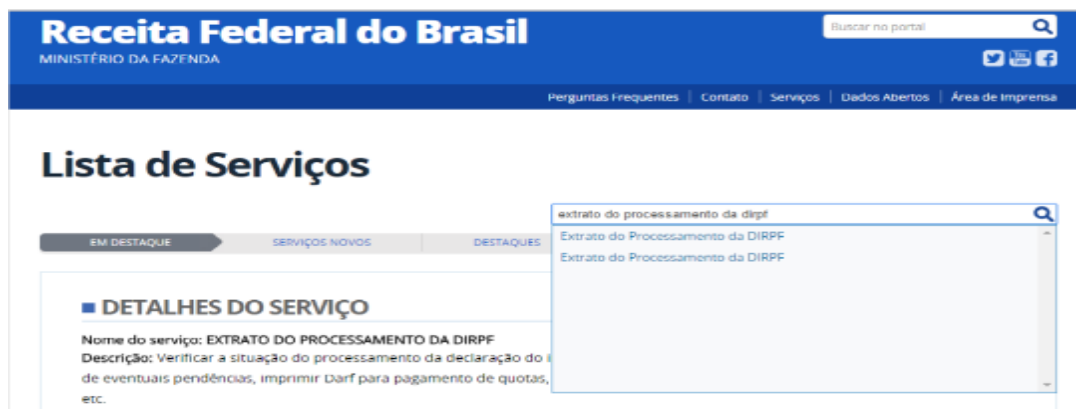 Receita Federal do Brasil
MINISTÉRIO DA FAZENDA
Buscar no portal
Perguntas Frequentes | Contato | Serviços | Dados Abertos | Área de Imprensa
Lista de Serviços
extrato do processamento da dirpf
Extrato do Processamento da DIRPF
Extrato do Processamento da DIRPF
EM DESTAQUE SERVIÇOS NOVOS DESTAQUES
DETALHES DO SERVIÇO
Nome do serviço: EXTRATO DO PROCESSAMENTO DA DIRPF
Descrição: Verificar a situação do processamento da declaração do
de eventuais pendências, imprimir Darf para pagamento de quotas,
etc.